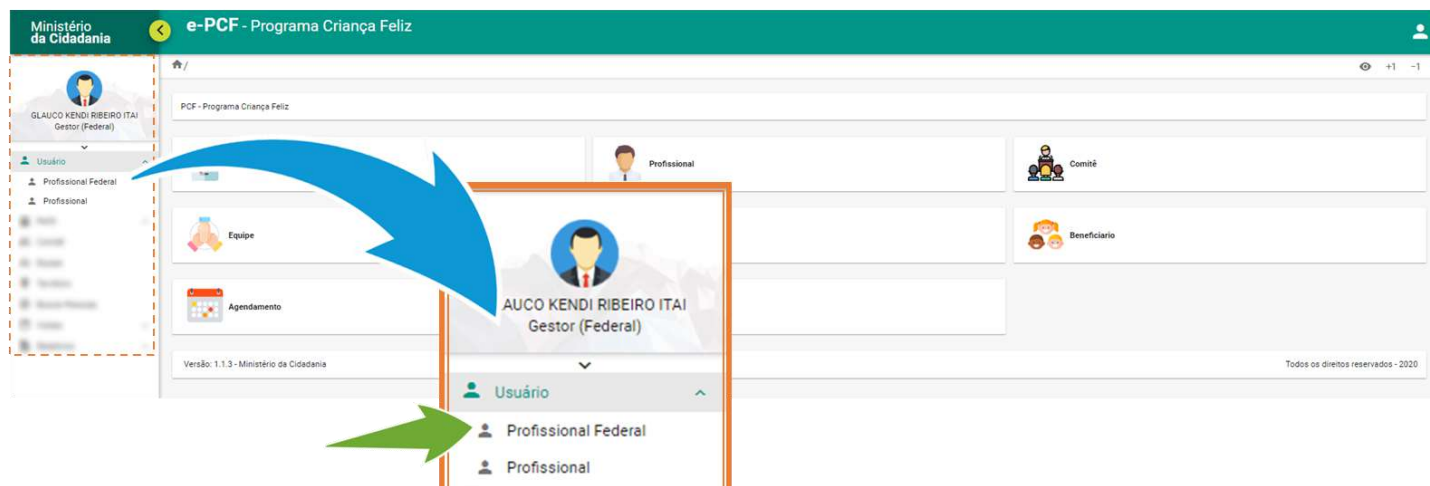 Ministério
da Cidadania
e-PCF - Programa Criança Feliz
/
+1 -1
GLAUCO KENDI RIBEIRO ITAI
Gestor (Federal)
Usuário
Profissional Federal
Profissional
PCF - Programa Criança Feliz
Profissional
Comitê
Equipe
Beneficiario
Agendamento
Versão: 1.1.3 - Ministério da Cidadania
Todos os direitos reservados - 2020
AUCO KENDI RIBEIRO ITAI
Gestor (Federal)
Usuário
Profissional Federal
Profissional